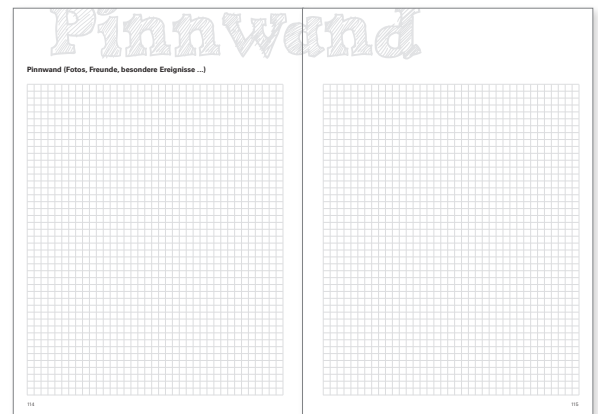 Pinnwand
Pinnwand (Fotos, Freunde, besondere Ereignisse ...)
114
115